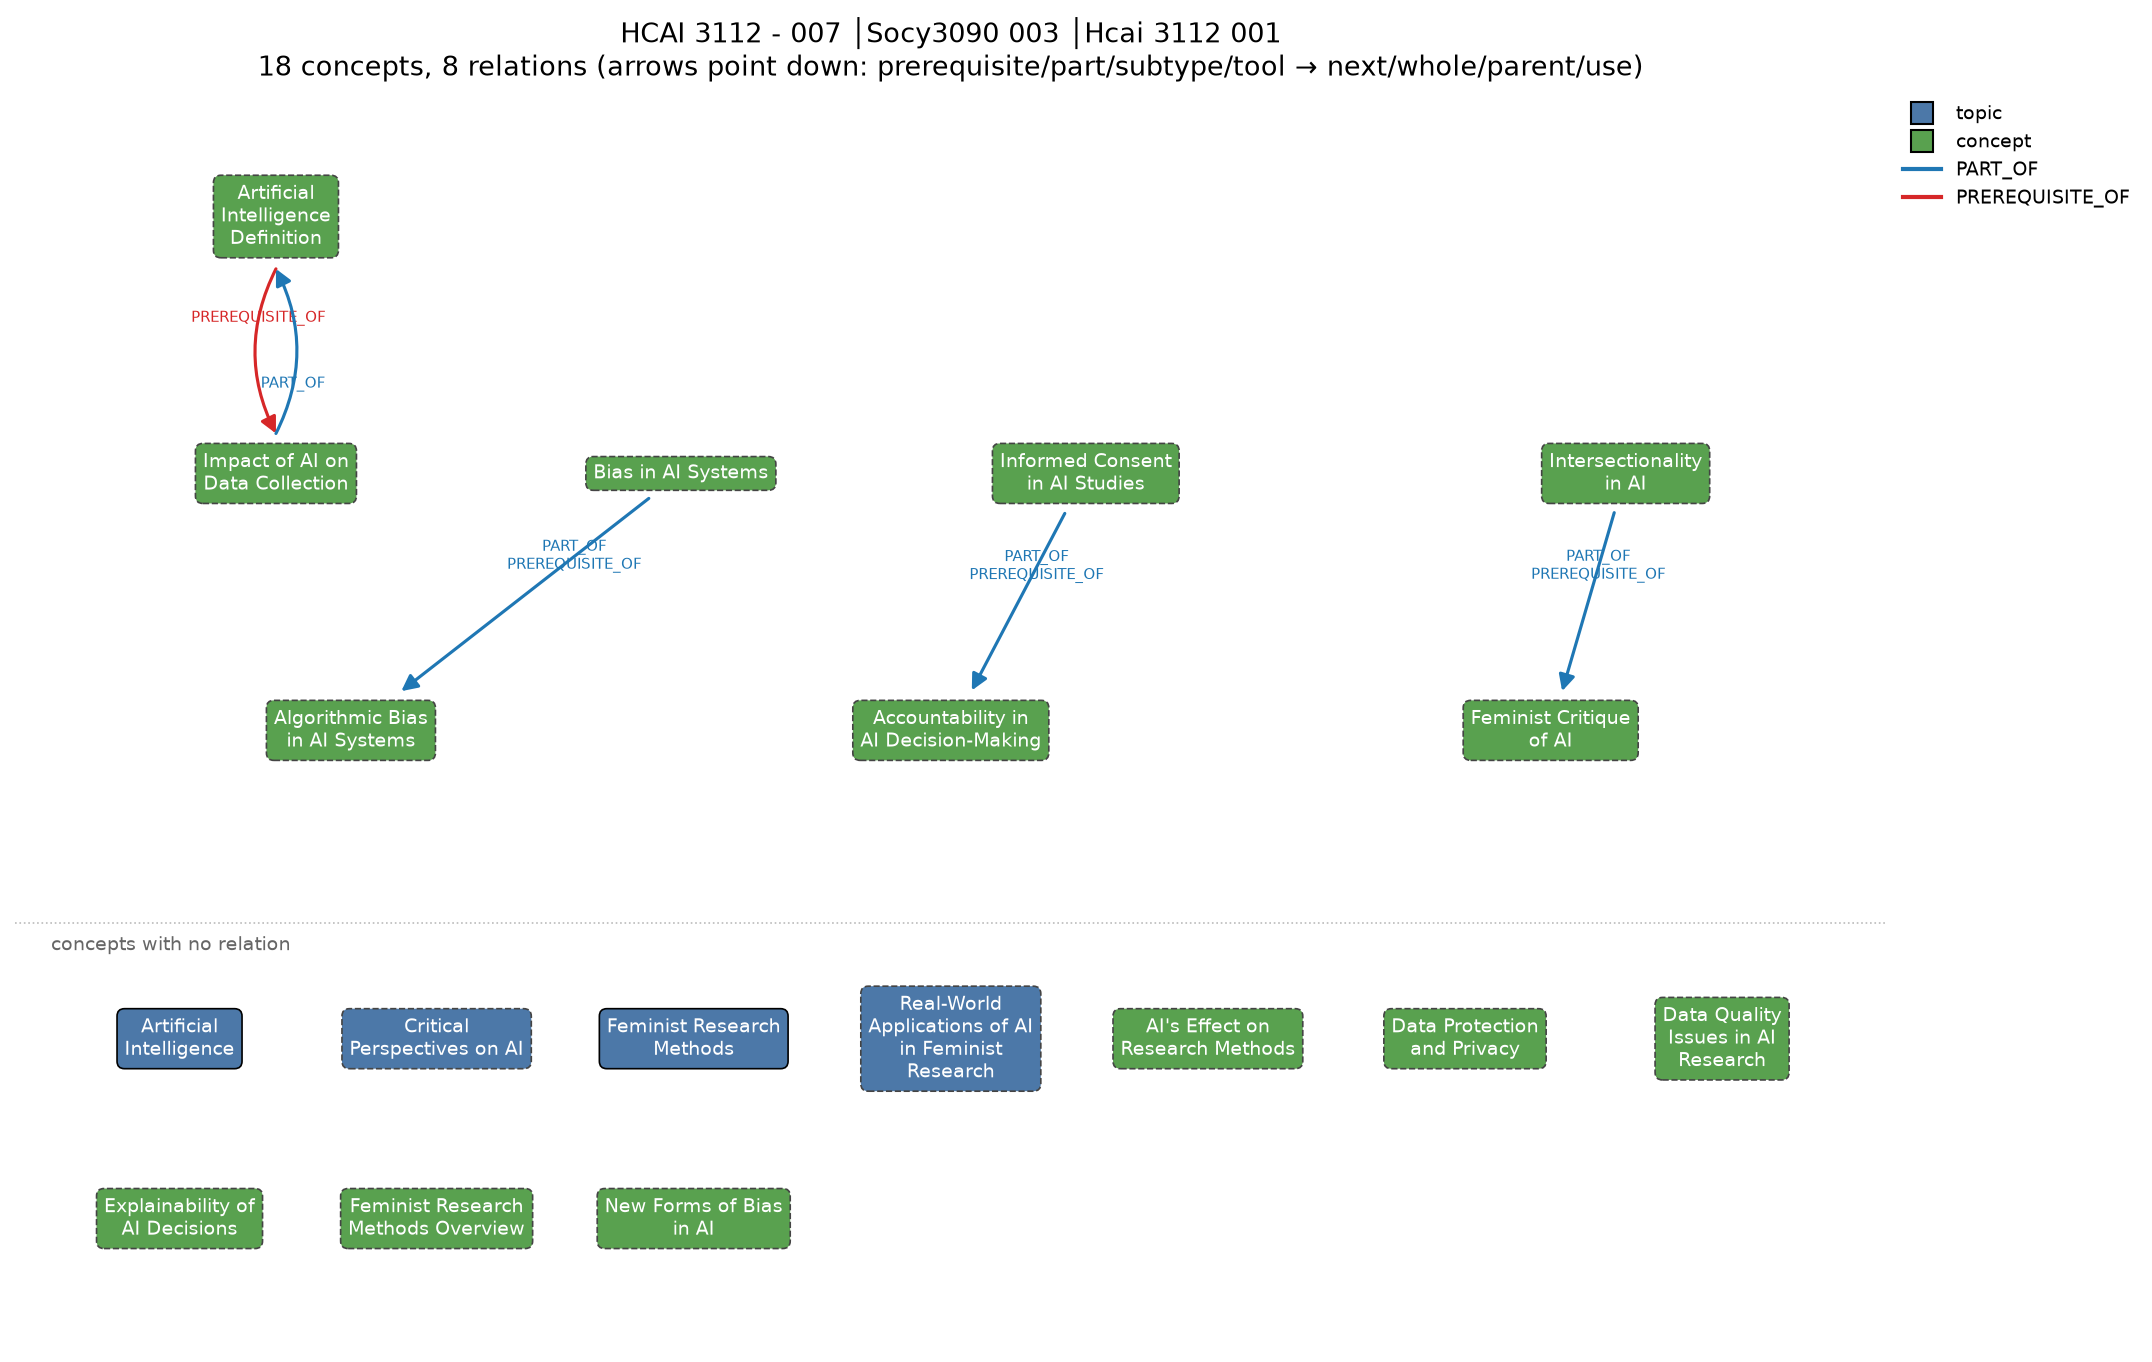 HCAI 3112 - 007 │Socy3090 003 │Hcai 3112 001
18 concepts, 8 relations (arrows point down: prerequisite/part/subtype/tool → next/whole/parent/use)
topic
concept
PART_OF
PREREQUISITE_OF
Artificial
Intelligence
Definition
PREREQUISITE_OF
PART_OF
Impact of AI on
Data Collection
Bias in AI Systems
Informed Consent
in AI Studies
Intersectionality
in AI
PART_OF
PREREQUISITE_OF
PART_OF
PREREQUISITE_OF
PART_OF
PREREQUISITE_OF
Algorithmic Bias
in AI Systems
Accountability in
AI Decision-Making
Feminist Critique
of AI
concepts with no relation
Artificial
Intelligence
Critical
Perspectives on AI
Feminist Research
Methods
Real-World
Applications of AI
in Feminist
Research
AI's Effect on
Research Methods
Data Protection
and Privacy
Data Quality
Issues in AI
Research
Explainability of
AI Decisions
Feminist Research
Methods Overview
New Forms of Bias
in AI